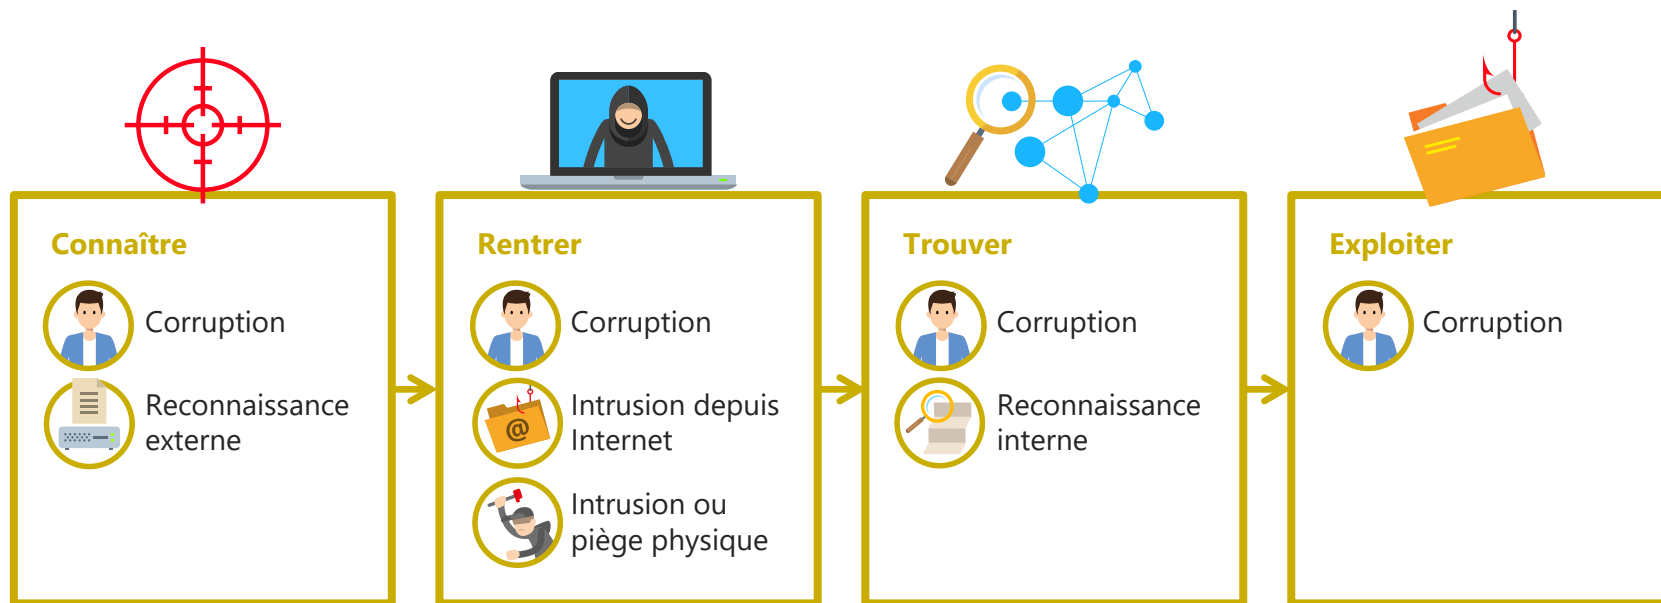 Connaître
Corruption
Reconnaissance
externe
Rentrer
Corruption
Intrusion depuis
Internet
@
Intrusion ou
piège physique
Trouver
Corruption
Reconnaissance
interne
Exploiter
Corruption